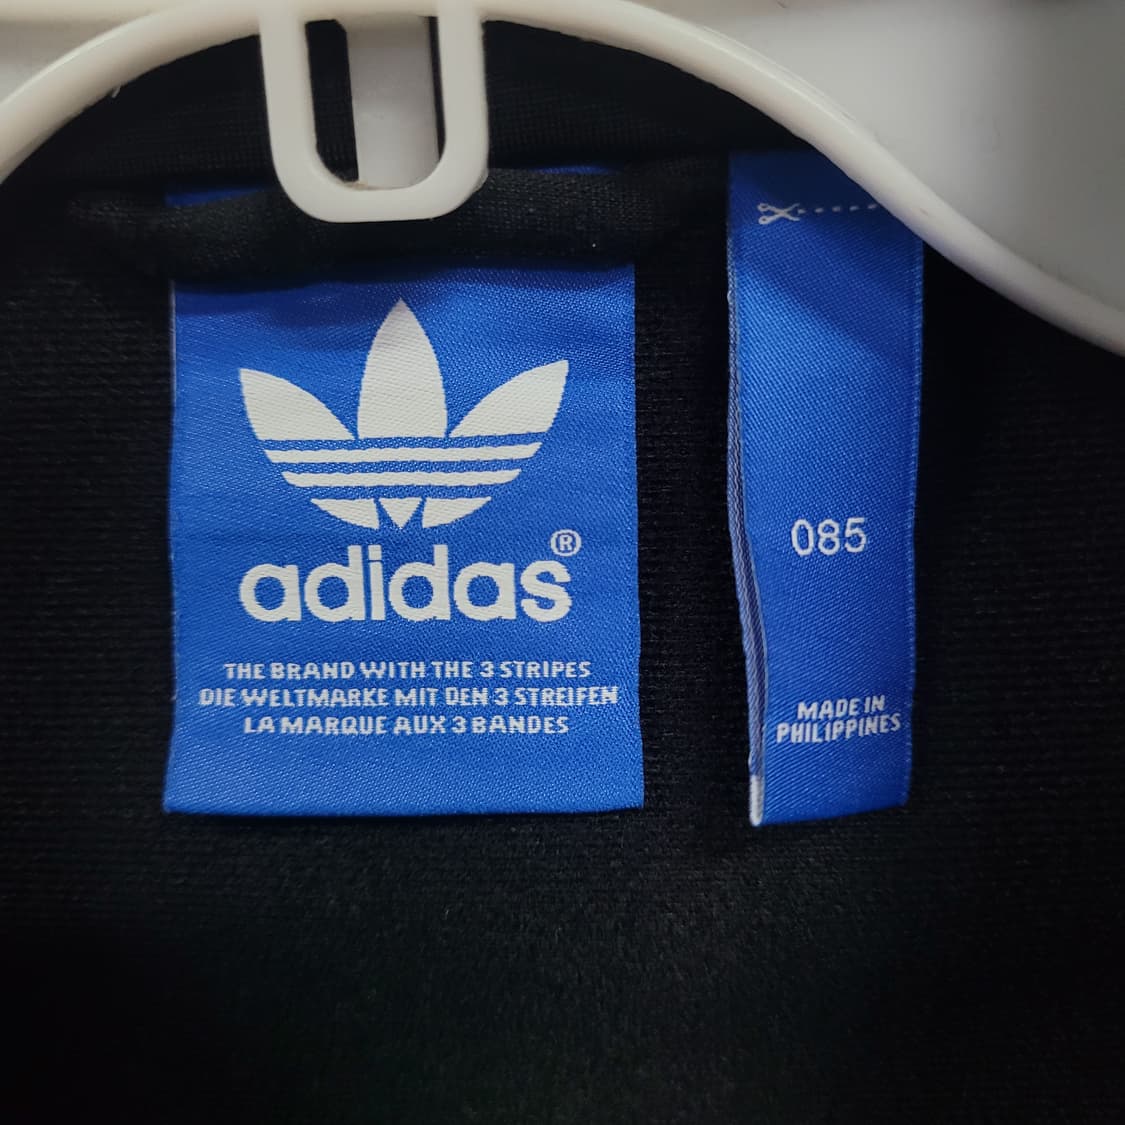 adidas®
THE BRAND WITH THE 3 STRIPES
DIE WELTMARKE MIT DEN 3 STREIFEN
LA MARQUE AUX 3 BANDES
085
MADE IN
PHILIPPINES